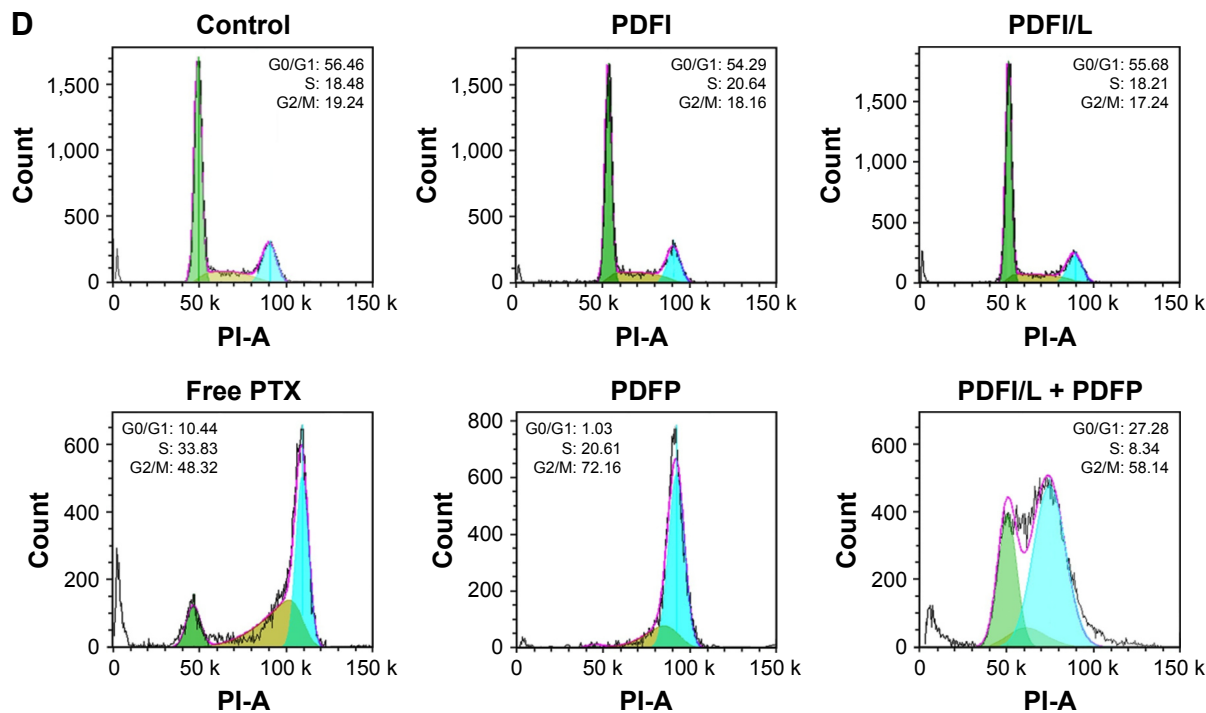 D
Control
G0/G1: 56.46
S: 18.48
G2/M: 19.24
Count
1,500
1,000
500
0
0 50 k 100 k 150 k
PI-A
PDFI
G0/G1: 54.29
S: 20.64
G2/M: 18.16
Count
1,500
1,000
500
0
0 50 k 100 k 150 k
PI-A
PDFI/L
G0/G1: 55.68
S: 18.21
G2/M: 17.24
Count
1,500
1,000
500
0
0 50 k 100 k 150 k
PI-A
Free PTX
G0/G1: 10.44
S: 33.83
G2/M: 48.32
Count
600
400
200
0
0 50 k 100 k 150 k
PI-A
PDFP
G0/G1: 1.03
S: 20.61
G2/M: 72.16
Count
800
600
400
200
0
0 50 k 100 k 150 k
PI-A
PDFI/L + PDFP
G0/G1: 27.28
S: 8.34
G2/M: 58.14
Count
600
400
200
0
0 50 k 100 k 150 k
PI-A